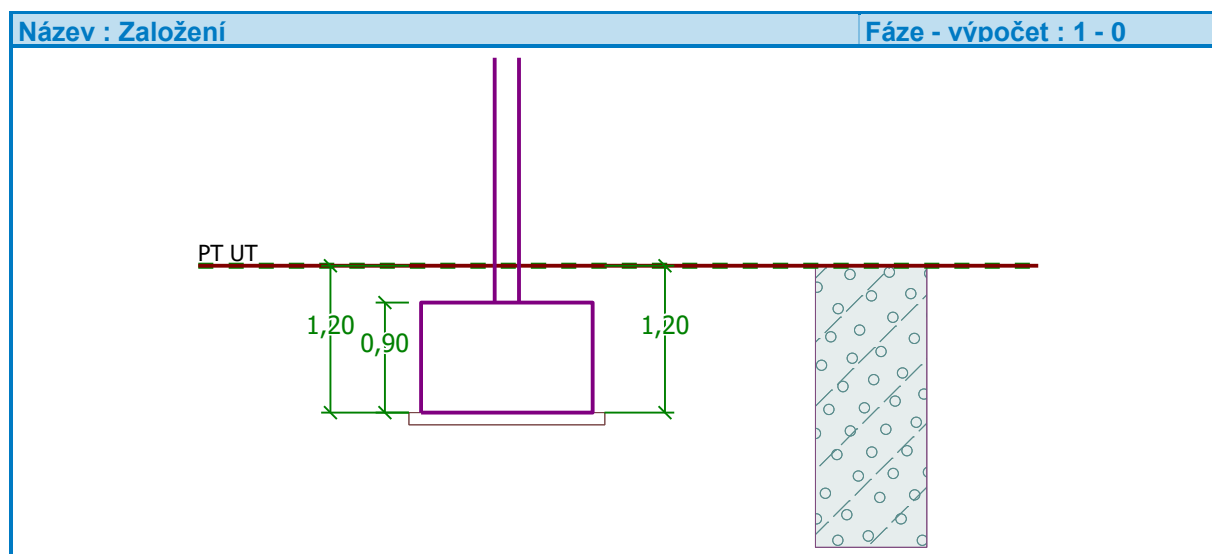 Název : Založení
Fáze - výpočet : 1 - 0
PT UT
1,20
0,90
1,20